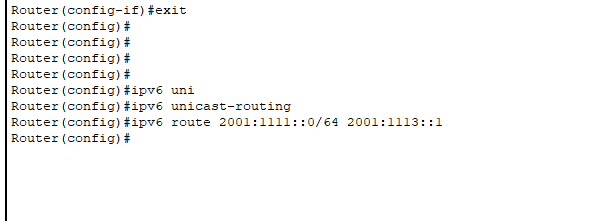 Router(config-if)#exit
Router(config)#
Router(config)#
Router(config)#
Router(config)#
Router(config)#ipv6 uni
Router(config)#ipv6 unicast-routing
Router(config)#ipv6 route 2001:1111::0/64 2001:1113::1
Router(config)#